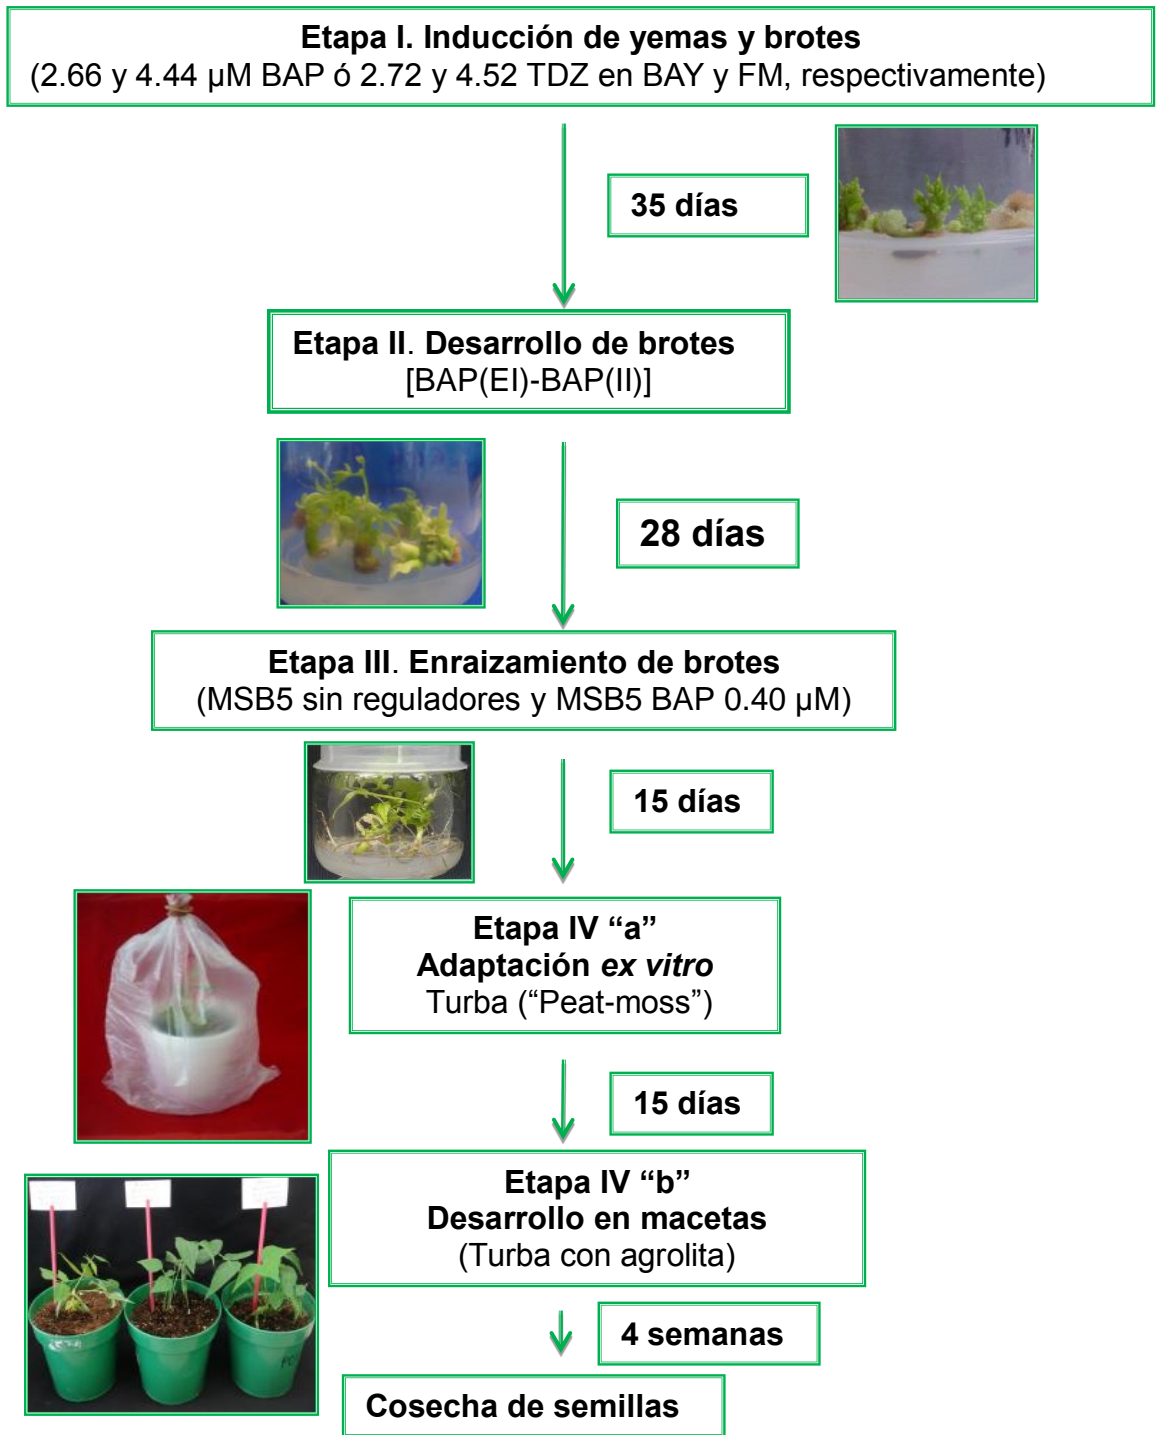 Etapa I. Inducción de yemas y brotes
(2.66 y 4.44 µM BAP ó 2.72 y 4.52 TDZ en BAY y FM, respectivamente)
35 días
Etapa II. Desarrollo de brotes
[BAP(EI)-BAP(II)]
28 días
Etapa III. Enraizamiento de brotes
(MSB5 sin reguladores y MSB5 BAP 0.40 µM)
15 días
Etapa IV “a”
Adaptación ex vitro
Turba (“Peat-moss”)
15 días
Etapa IV “b”
Desarrollo en macetas
(Turba con agrolita)
4 semanas
Cosecha de semillas